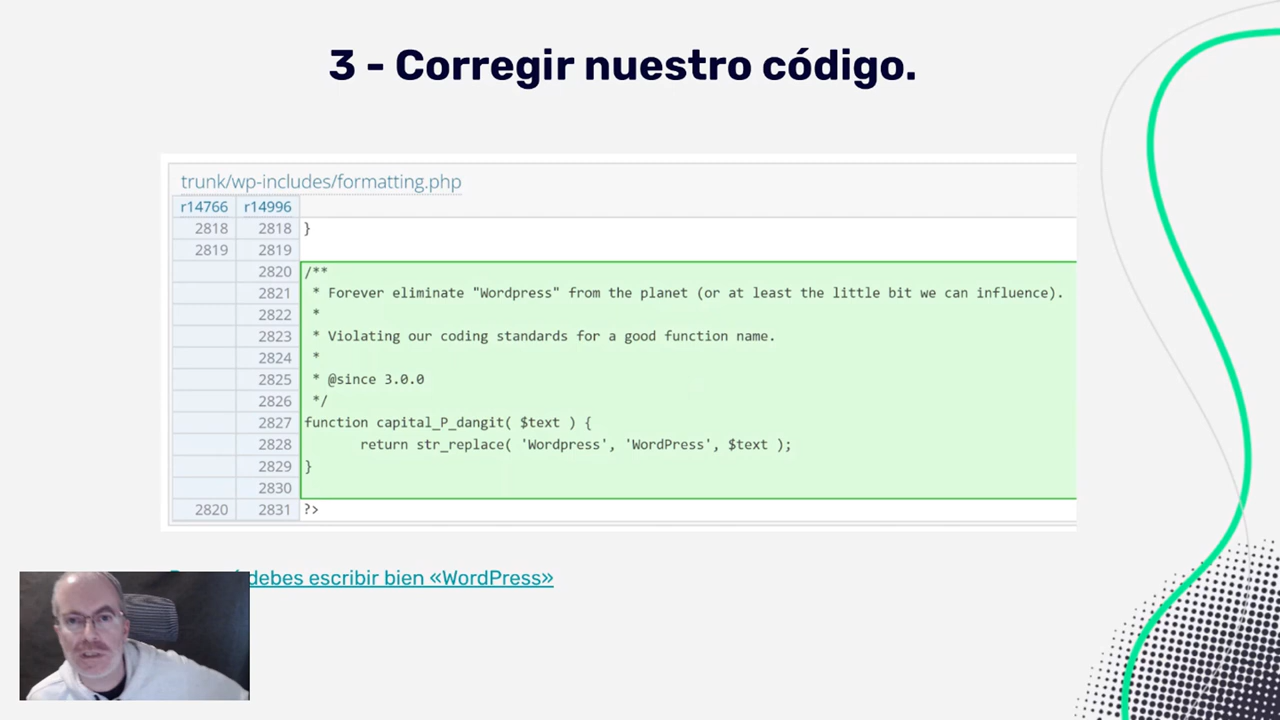 3 - Corregir nuestro código.
trunk/wp-includes/formatting.php
r14766 r14996
2818 2818 }
2819 2819
2820 /**
2821 * Forever eliminate "Wordpress" from the planet (or at least the little bit we can influence).
2822 *
2823 * Violating our coding standards for a good function name.
2824 *
2825 * @since 3.0.0
2826 */
2827 function capital_P_dangit( $text ) {
2828 return str_replace( 'Wordpress', 'WordPress', $text );
2829 }
2830
2820 2831 ?>
debes escribir bien «WordPress»